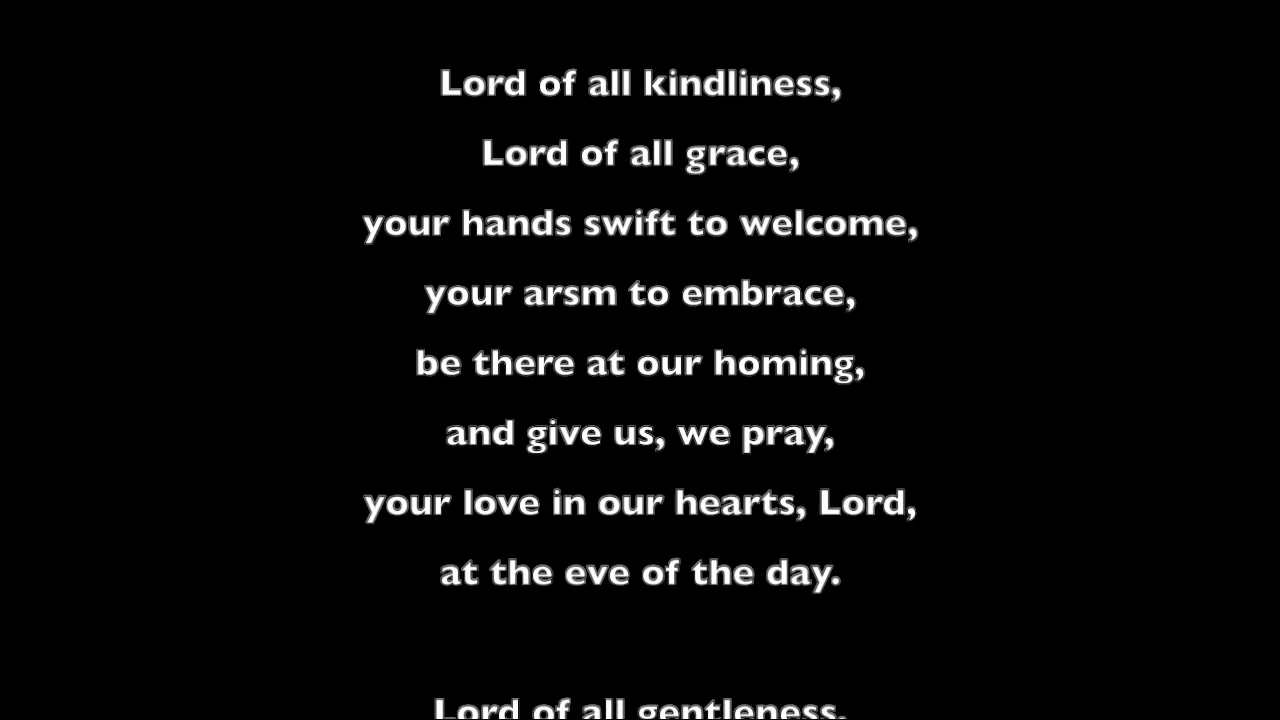 Lord of all kindliness,
Lord of all grace,
your hands swift to welcome,
your arsm to embrace,
be there at our homing,
and give us, we pray,
your love in our hearts, Lord,
at the eve of the day.
Lord of all gentleness,